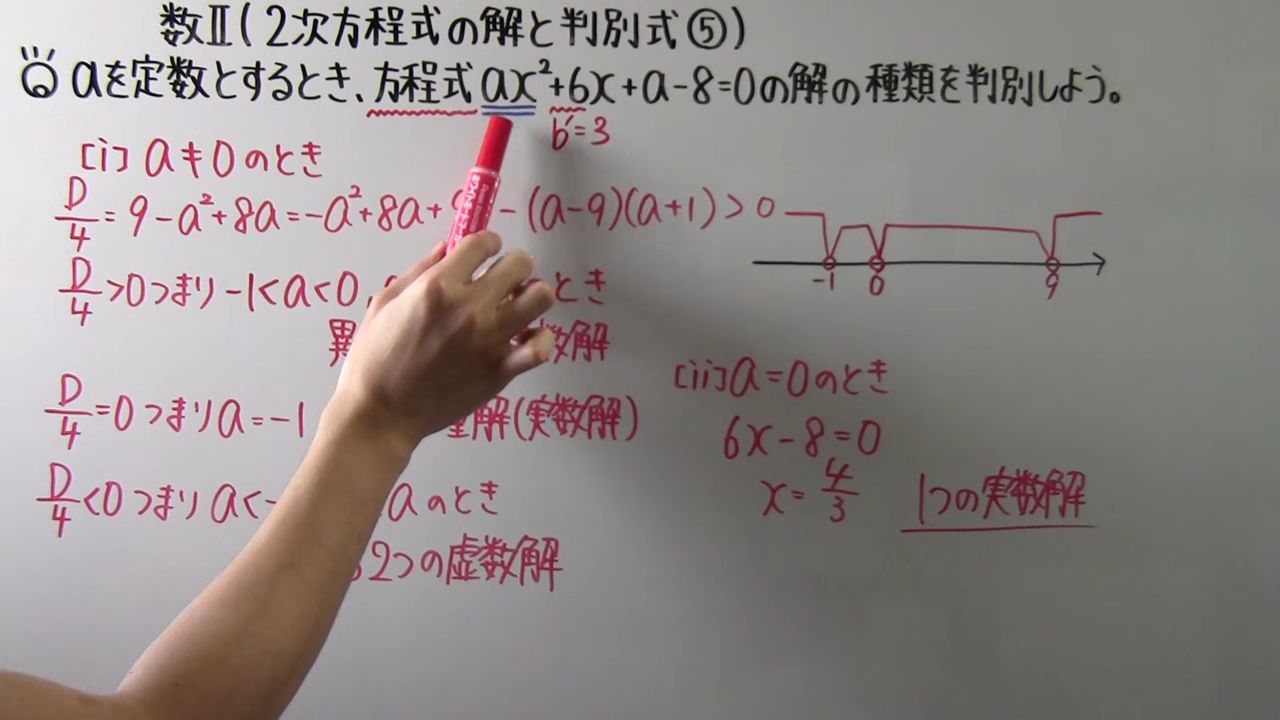 数Ⅱ(2次方程式の解と判別式⑤)
aを定数とするとき、方程式ax²+6x+a-8=0の解の種類を判別しよう。
b'=3
[i] a≠0のとき
D/4=9-a²+8a=-a²+8a+ -(a-9)(a+1)>0
-1 0 9
D/4>0つまり-1<a<0, とき
異 数解
D/4=0つまりa=-1 重解(実数解)
D/4<0つまりa<- aのとき
2つの虚数解
[ii]a=0のとき
6x-8=0
x=4/3
1つの実数解